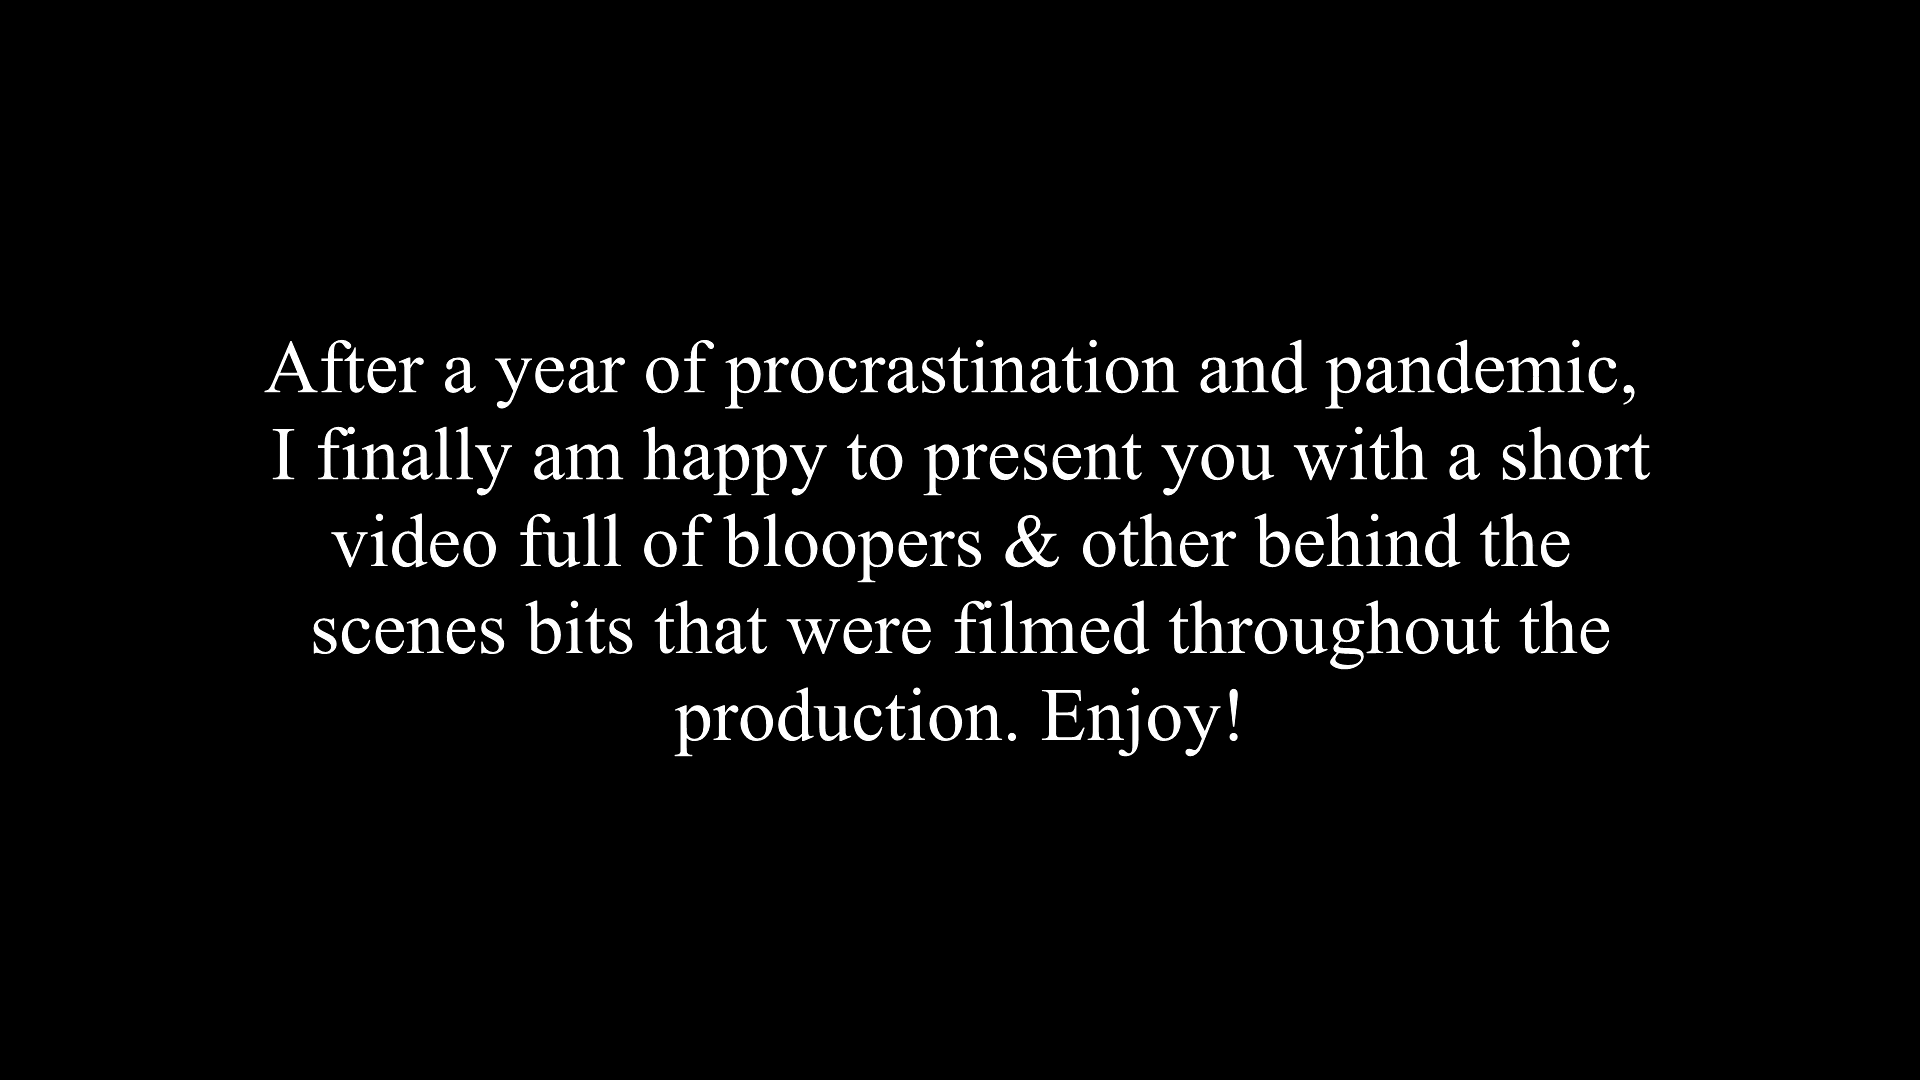 After a year of procrastination and pandemic,
I finally am happy to present you with a short
video full of bloopers & other behind the
scenes bits that were filmed throughout the
production. Enjoy!